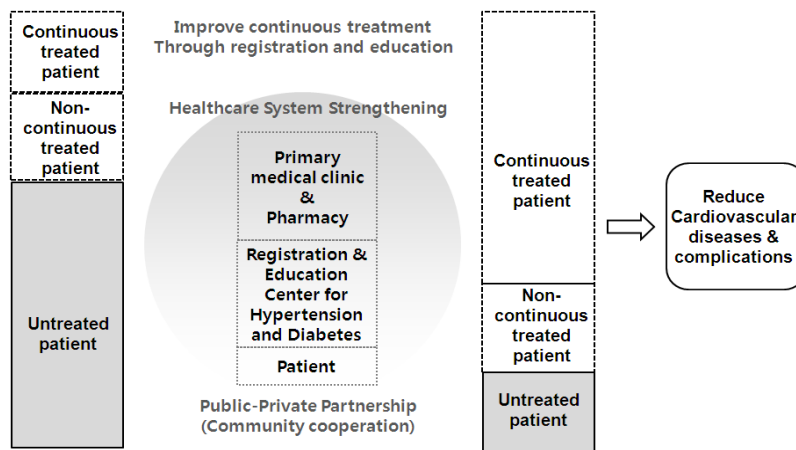 Continuous
treated
patient
Non-
continuous
treated
patient
Untreated
patient
Improve continuous treatment
Through registration and education
Healthcare System Strengthening
Primary
medical clinic
&
Pharmacy
Registration &
Education
Center for
Hypertension
and Diabetes
Patient
Public-Private Partnership
(Community cooperation)
Continuous
treated
patient
Non-
continuous
treated
patient
Untreated
patient
Reduce
Cardiovascular
diseases &
complications